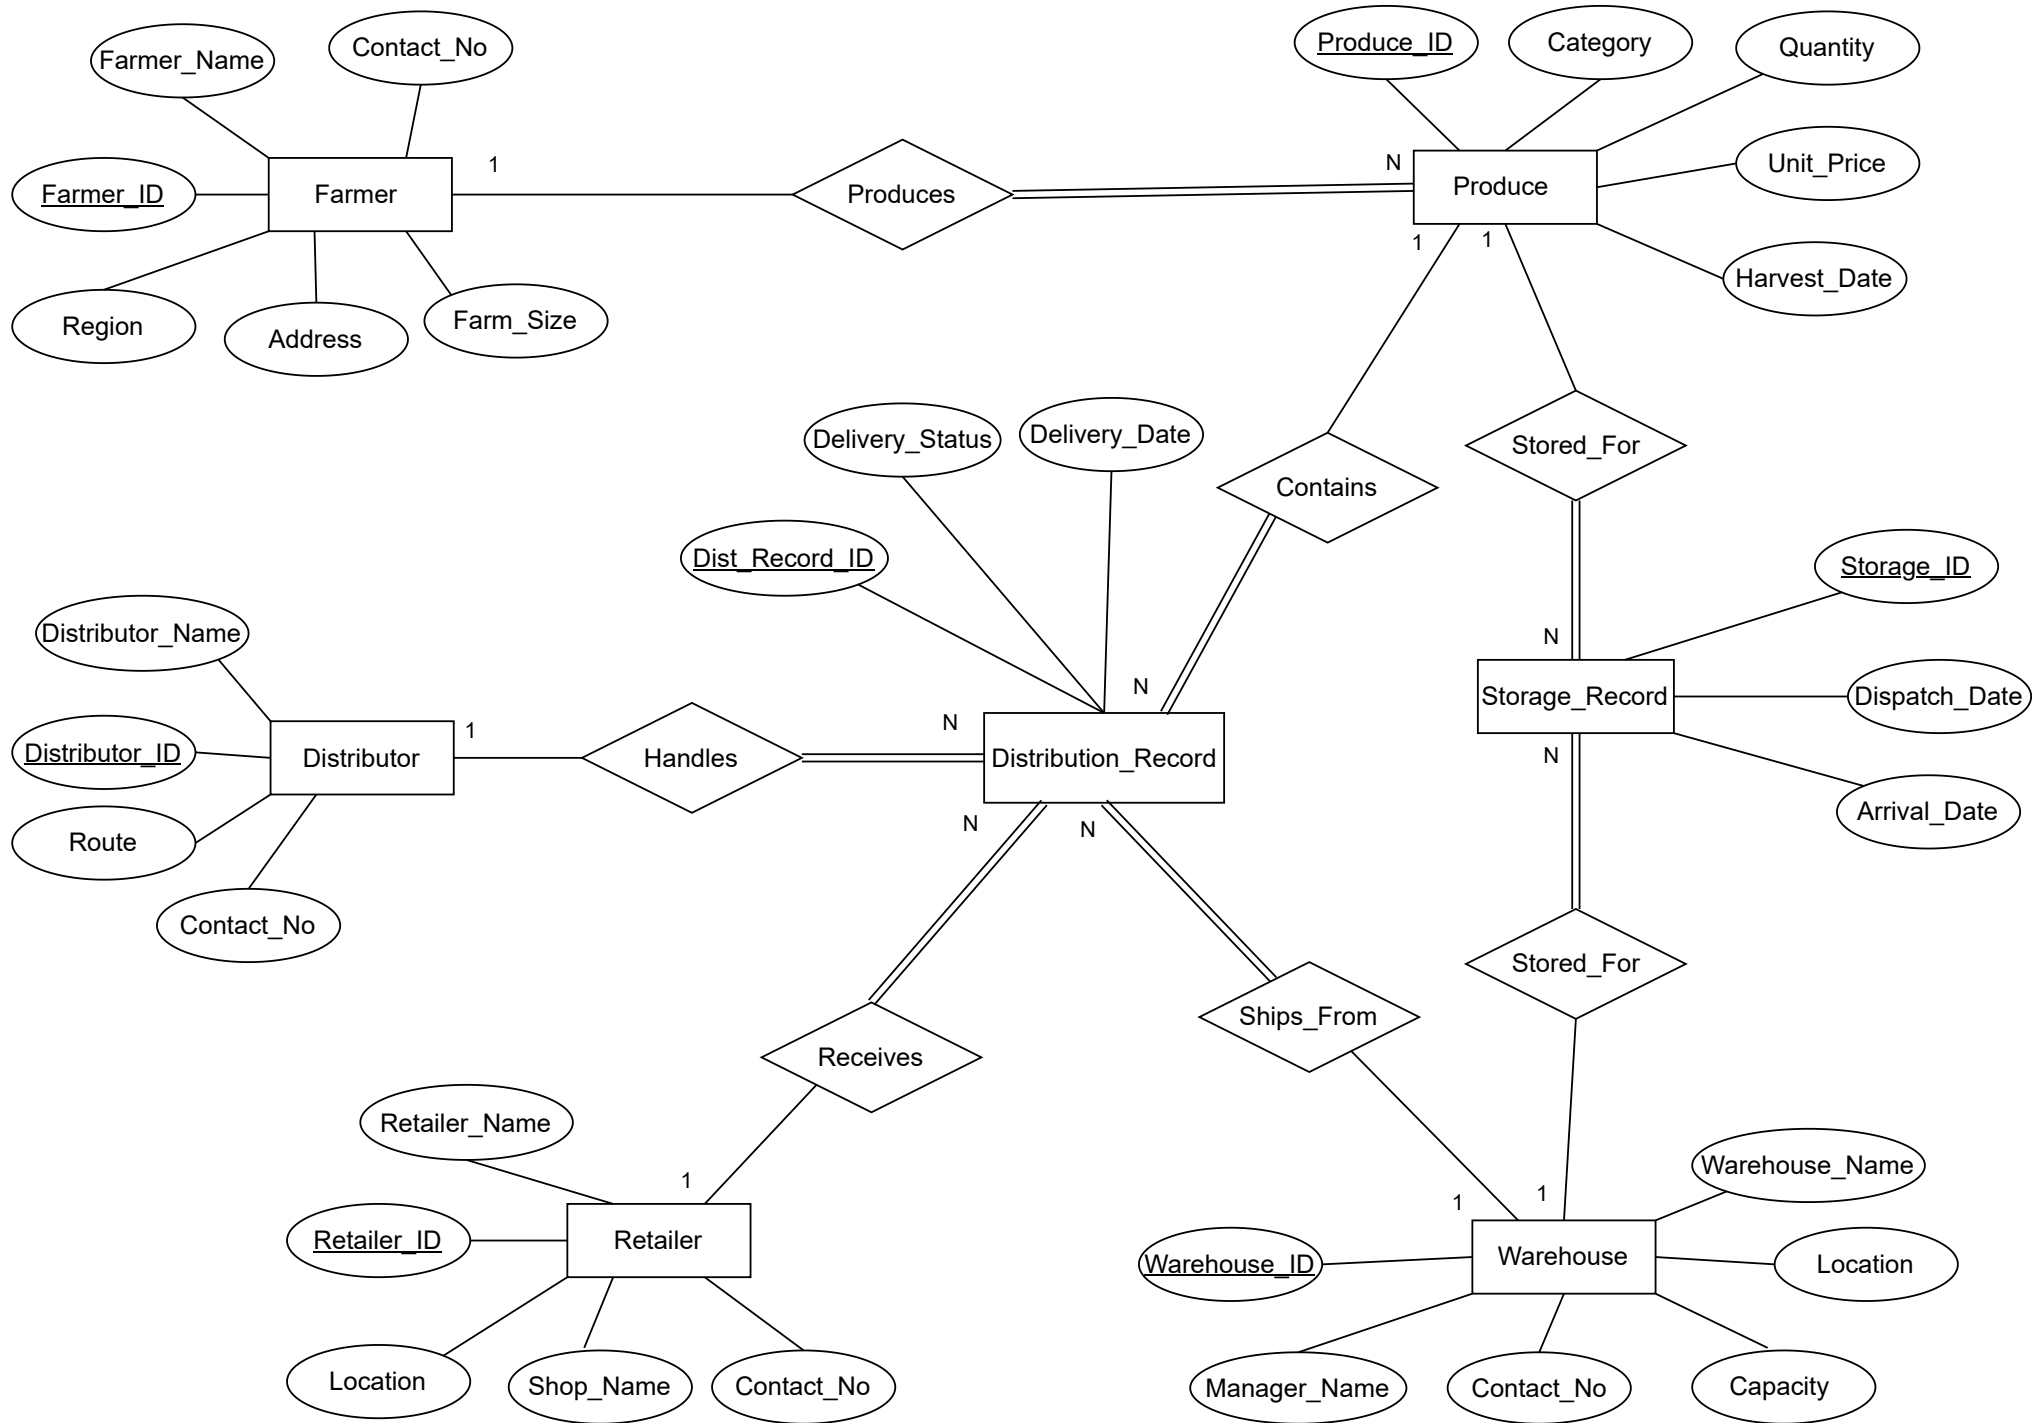 Farmer_Name
Contact_No
Farmer_ID
Farmer
Region
Address
Farm_Size
1
Produces
N
Produce_ID
Category
Quantity
Produce
Unit_Price
Harvest_Date
1
1
Delivery_Status
Delivery_Date
Contains
Stored_For
Dist_Record_ID
Storage_ID
N
Storage_Record
Dispatch_Date
Arrival_Date
N
Distributor_Name
Distributor_ID
Distributor
Route
Contact_No
1
Handles
N
N
Distribution_Record
N
N
Stored_For
Ships_From
Receives
Retailer_Name
1
Retailer_ID
Retailer
Location
Shop_Name
Contact_No
1
1
Warehouse_Name
Warehouse_ID
Warehouse
Location
Manager_Name
Contact_No
Capacity